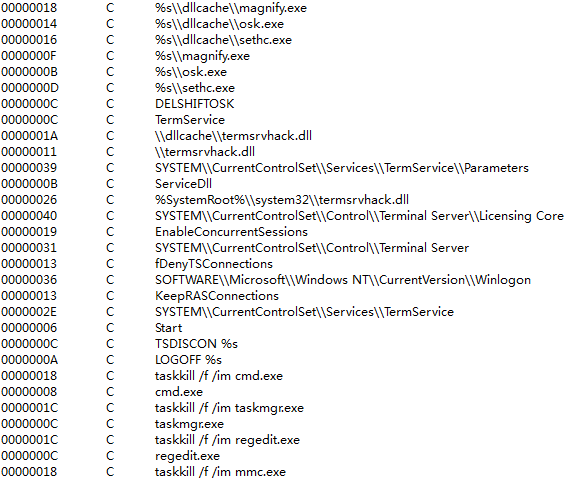 00000018 C %s\\dllcache\\magnify.exe
00000014 C %s\\dllcache\\osk.exe
00000016 C %s\\dllcache\\sethc.exe
0000000F C %s\\magnify.exe
0000000B C %s\\osk.exe
0000000D C %s\\sethc.exe
0000000C C DELSHIFTOSK
0000000C C TermService
0000001A C \\dllcache\\termsrvhack.dll
00000011 C \\termsrvhack.dll
00000039 C SYSTEM\\CurrentControlSet\\Services\\TermService\\Parameters
0000000B C ServiceDll
00000026 C %SystemRoot%\\system32\\termsrvhack.dll
00000040 C SYSTEM\\CurrentControlSet\\Control\\Terminal Server\\Licensing Core
00000019 C EnableConcurrentSessions
00000031 C SYSTEM\\CurrentControlSet\\Control\\Terminal Server
00000013 C fDenyTSConnections
00000036 C SOFTWARE\\Microsoft\\Windows NT\\CurrentVersion\\Winlogon
00000013 C KeepRASConnections
0000002E C SYSTEM\\CurrentControlSet\\Services\\TermService
00000006 C Start
0000000C C TSDISCON %s
0000000A C LOGOFF %s
00000018 C taskkill /f /im cmd.exe
00000008 C cmd.exe
0000001C C taskkill /f /im taskmgr.exe
0000000C C taskmgr.exe
0000001C C taskkill /f /im regedit.exe
0000000C C regedit.exe
00000018 C taskkill /f /im mmc.exe